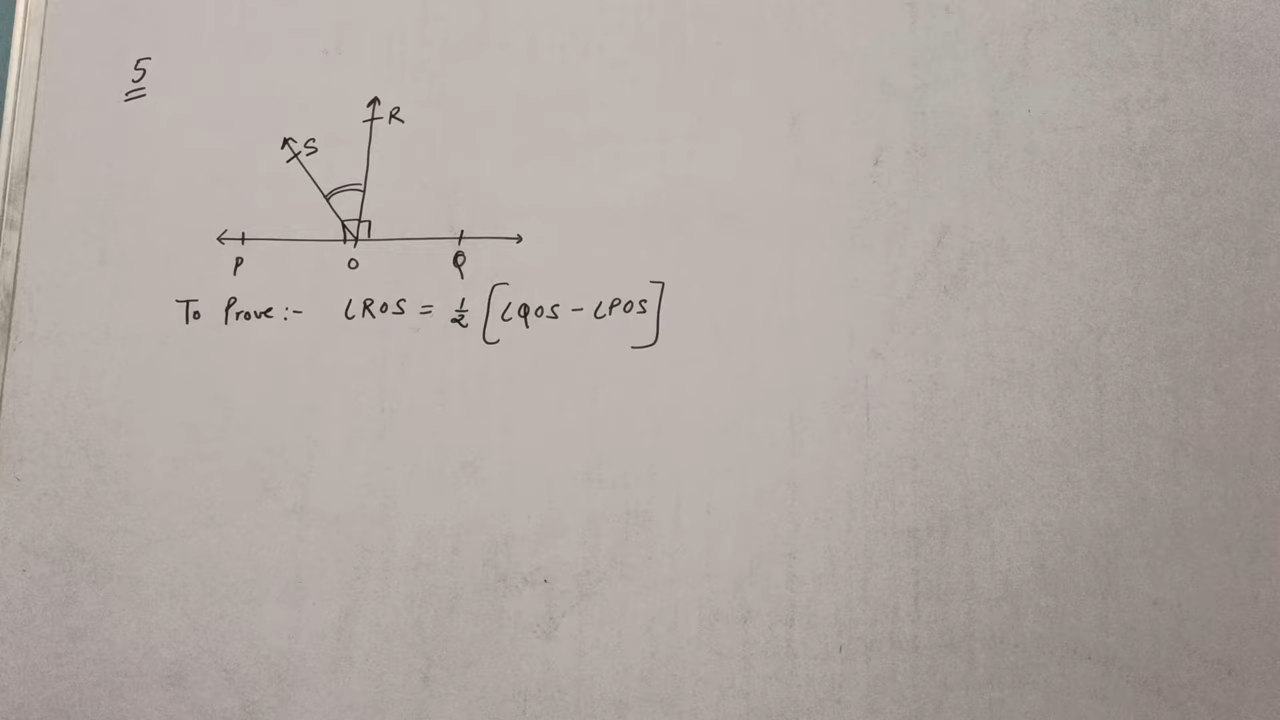 5
R
S
P O Q
To Prove :- ∠ROS = 1/2 [∠QOS - ∠POS]